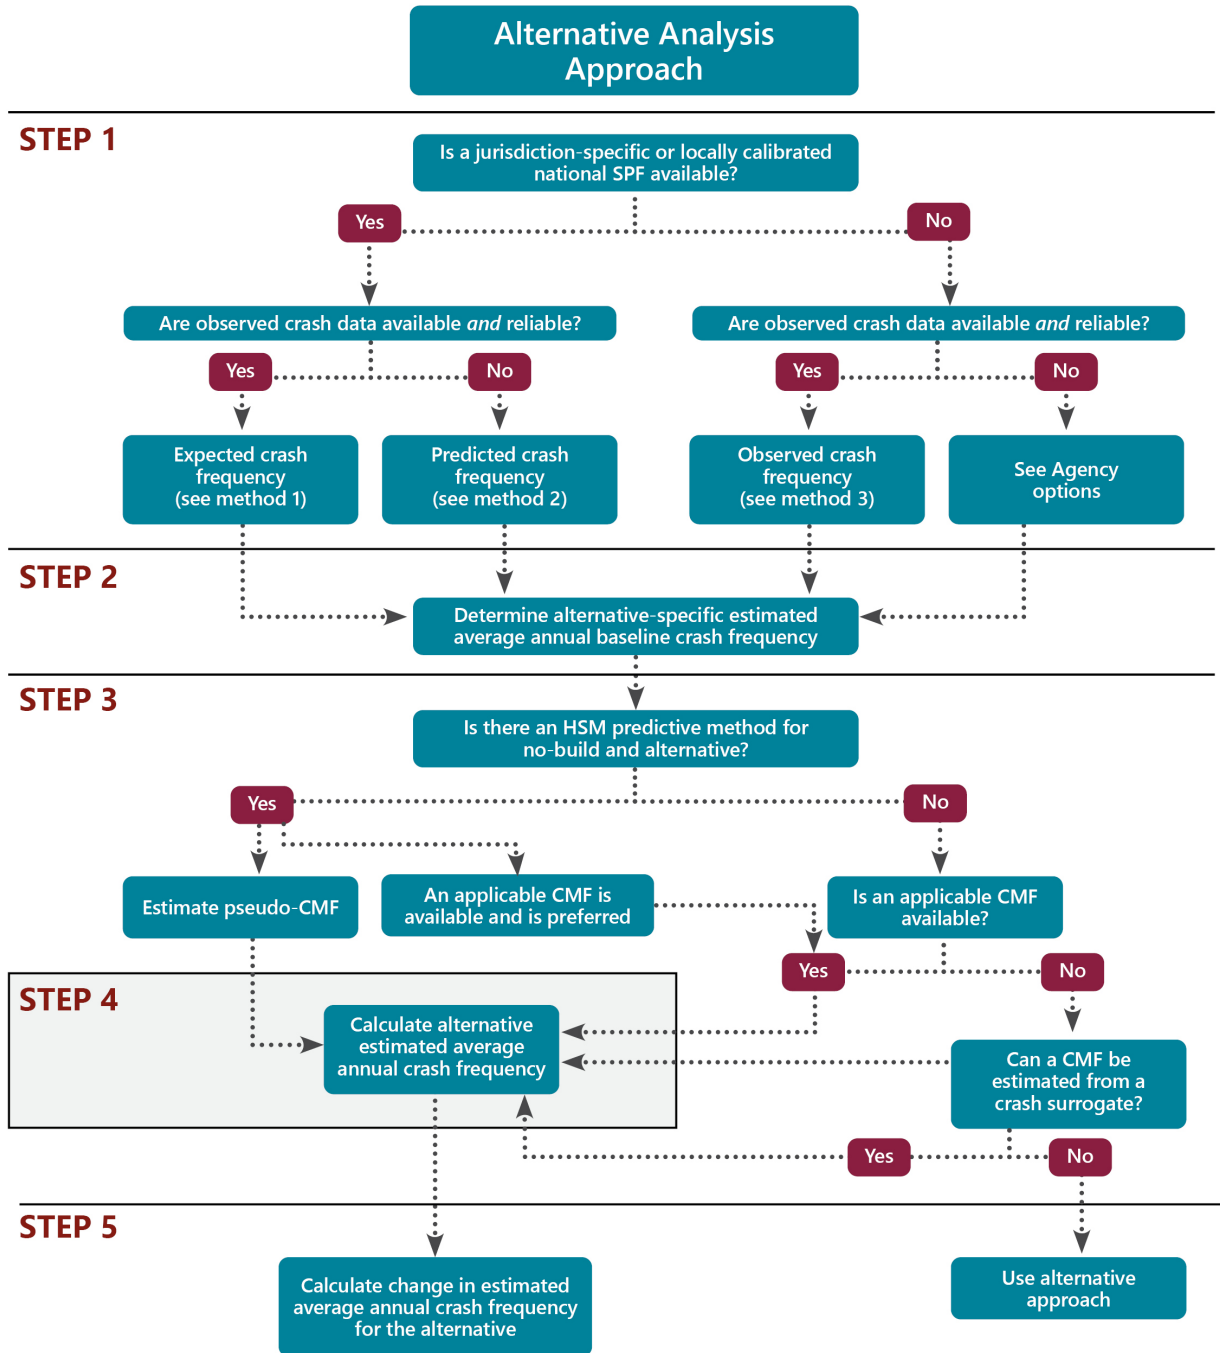 Alternative Analysis
Approach
STEP 1
Is a jurisdiction-specific or locally calibrated
national SPF available?
Yes
No
Are observed crash data available and reliable?
Are observed crash data available and reliable?
Yes
No
Yes
No
Expected crash
frequency
(see method 1)
Predicted crash
frequency
(see method 2)
Observed crash
frequency
(see method 3)
See Agency
options
STEP 2
Determine alternative-specific estimated
average annual baseline crash frequency
STEP 3
Is there an HSM predictive method for
no-build and alternative?
Yes
No
Estimate pseudo-CMF
An applicable CMF is
available and is preferred
Is an applicable CMF
available?
Yes
No
STEP 4
Calculate alternative
estimated average
annual crash frequency
Can a CMF be
estimated from a
crash surrogate?
Yes
No
STEP 5
Calculate change in estimated
average annual crash frequency
for the alternative
Use alternative
approach